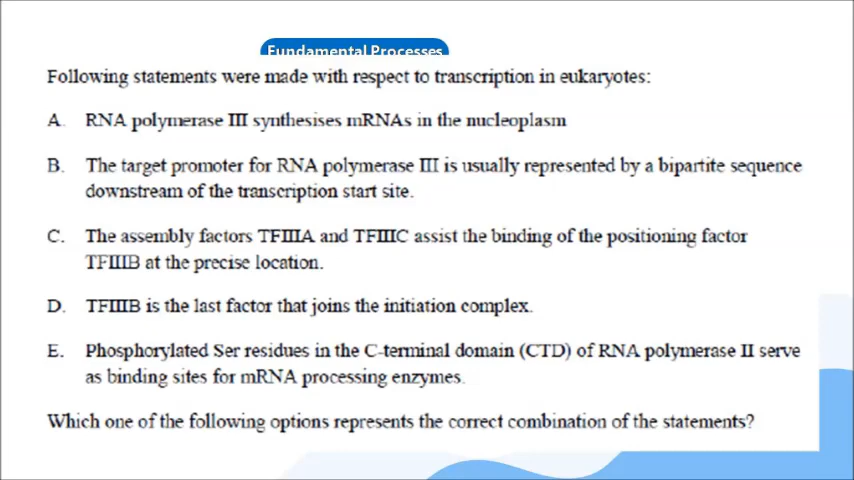 Fundamental Processes
Following statements were made with respect to transcription in eukaryotes:
A. RNA polymerase III synthesises mRNAs in the nucleoplasm
B. The target promoter for RNA polymerase III is usually represented by a bipartite sequence
downstream of the transcription start site.
C. The assembly factors TFIIIA and TFIIIC assist the binding of the positioning factor
TFIIIB at the precise location.
D. TFIIIB is the last factor that joins the initiation complex.
E. Phosphorylated Ser residues in the C-terminal domain (CTD) of RNA polymerase II serve
as binding sites for mRNA processing enzymes.
Which one of the following options represents the correct combination of the statements?